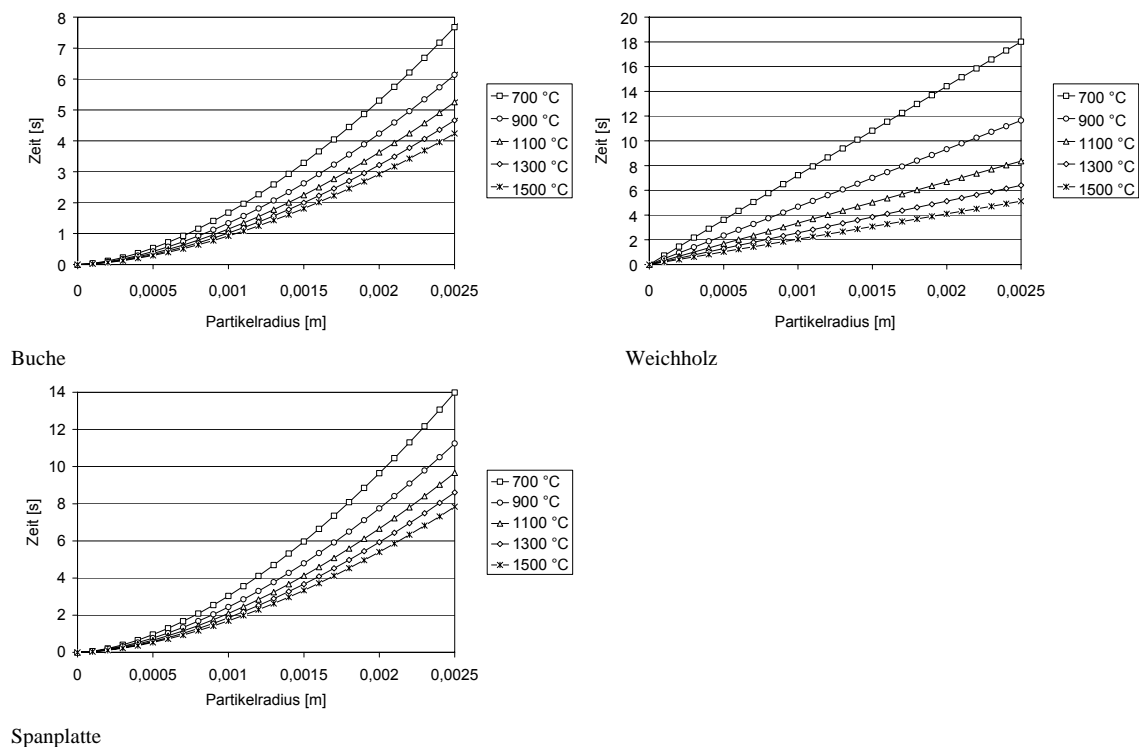 8
7
6
5
4
3
2
1
0
Zeit [s]
0 0,0005 0,001 0,0015 0,002 0,0025
Partikelradius [m]
700 °C
900 °C
1100 °C
1300 °C
1500 °C
Buche
20
18
16
14
12
10
8
6
4
2
0
Zeit [s]
0 0,0005 0,001 0,0015 0,002 0,0025
Partikelradius [m]
700 °C
900 °C
1100 °C
1300 °C
1500 °C
Weichholz
14
12
10
8
6
4
2
0
Zeit [s]
0 0,0005 0,001 0,0015 0,002 0,0025
Partikelradius [m]
700 °C
900 °C
1100 °C
1300 °C
1500 °C
Spanplatte